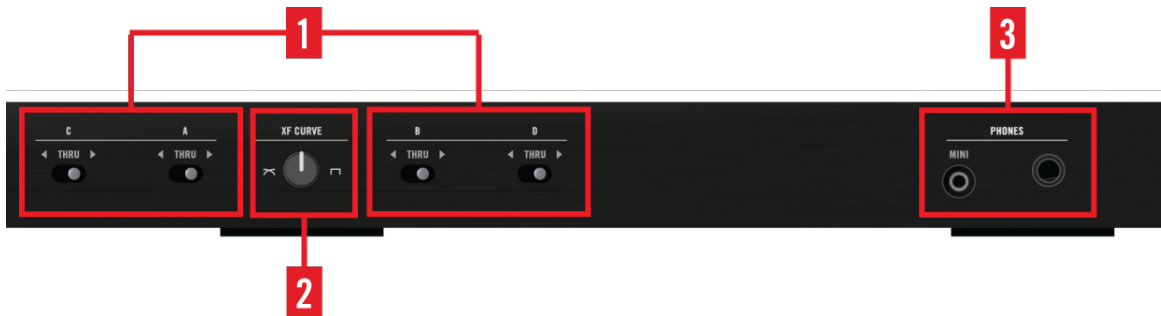 1
3
C
A
XF CURVE
B
D
PHONES
◀ THRU ▶
◀ THRU ▶
◀ THRU ▶
◀ THRU ▶
MINI
2